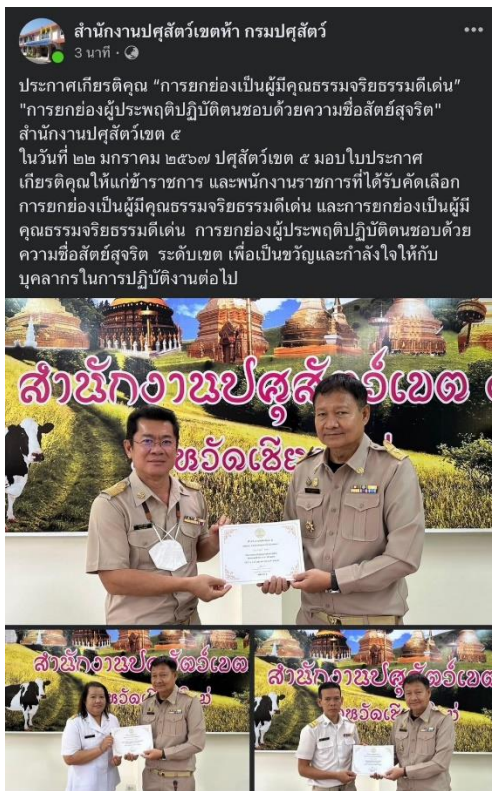 สำนักงานปศุสัตว์เขตห้า กรมปศุสัตว์
3 นาที ·
ประกาศเกียรติคุณ “การยกย่องเป็นผู้มีคุณธรรมจริยธรรมดีเด่น”
"การยกย่องผู้ประพฤติปฏิบัติตนชอบด้วยความซื่อสัตย์สุจริต"
สำนักงานปศุสัตว์เขต ๕
ในวันที่ ๒๒ มกราคม ๒๕๖๗ ปศุสัตว์เขต ๕ มอบใบประกาศ
เกียรติคุณให้แก่ข้าราชการ และพนักงานราชการที่ได้รับคัดเลือก
การยกย่องเป็นผู้มีคุณธรรมจริยธรรมดีเด่น และการยกย่องเป็นผู้มี
คุณธรรมจริยธรรมดีเด่น การยกย่องผู้ประพฤติปฏิบัติตนชอบด้วย
ความซื่อสัตย์สุจริต ระดับเขต เพื่อเป็นขวัญและกำลังใจให้กับ
บุคลากรในการปฏิบัติงานต่อไป
สำนักงานปศุสัตว์เขต
สำนักงานปศุสัตว์เขต
สำนักงานปศุสัตว์เขต